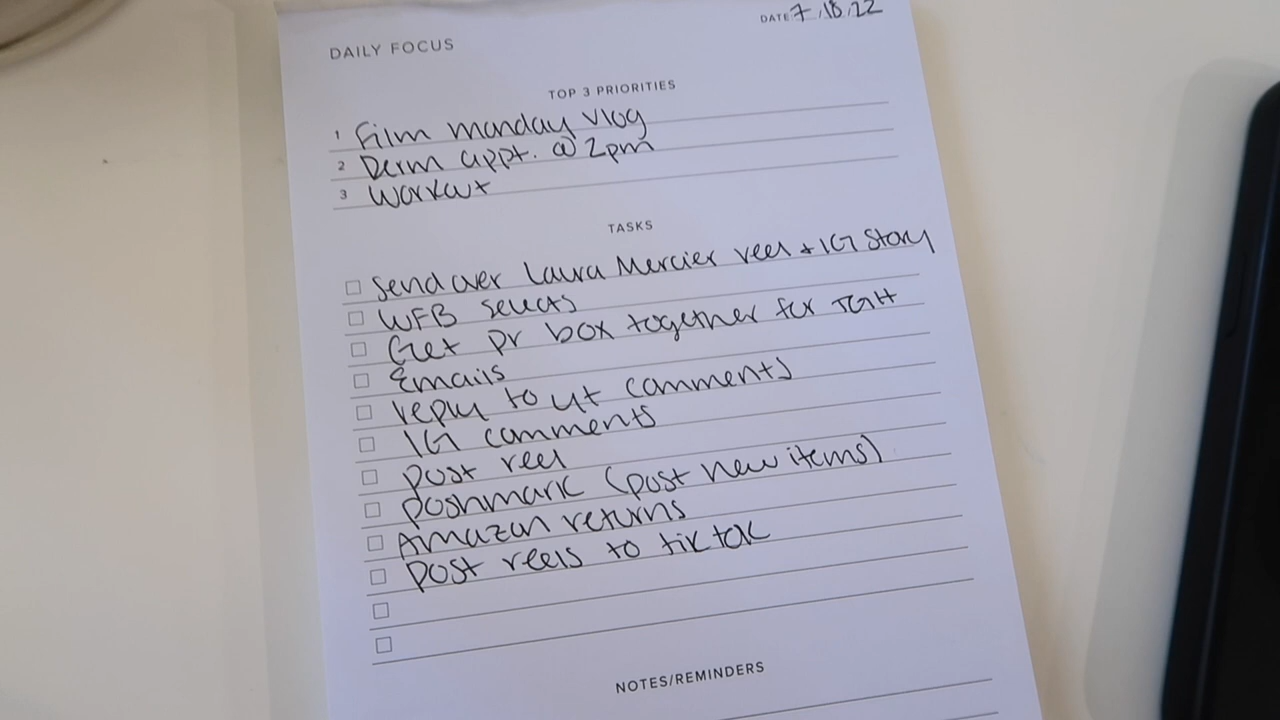 DATE 7.18.22
DAILY FOCUS
TOP 3 PRIORITIES
1 Film monday vlog
2 Derm appt. @ 2pm
3 Workout
TASKS
Send over Laura Mercier reel + IG Story
WFB selects
Get pr box together for TGH
Emails
reply to yt comments
IG comments
post reel
poshmark (post new items)
Amazon returns
post reels to tiktok
NOTES/REMINDERS